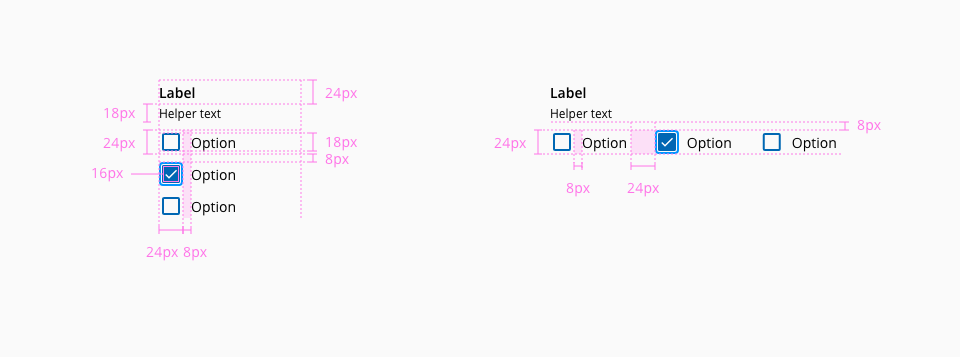 Label
24px
18px
Helper text
24px
Option
18px
8px
16px
Option
Option
24px 8px
Label
Helper text
8px
24px
Option
Option
Option
8px
24px